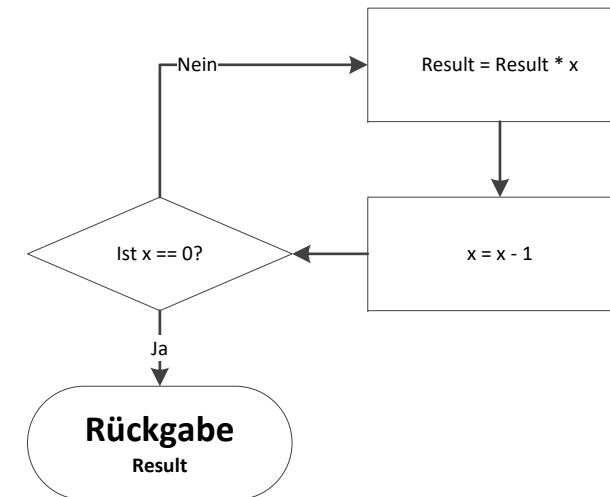 Nein
Result = Result * x
Ist x == 0?
x = x - 1
Ja
Rückgabe
Result